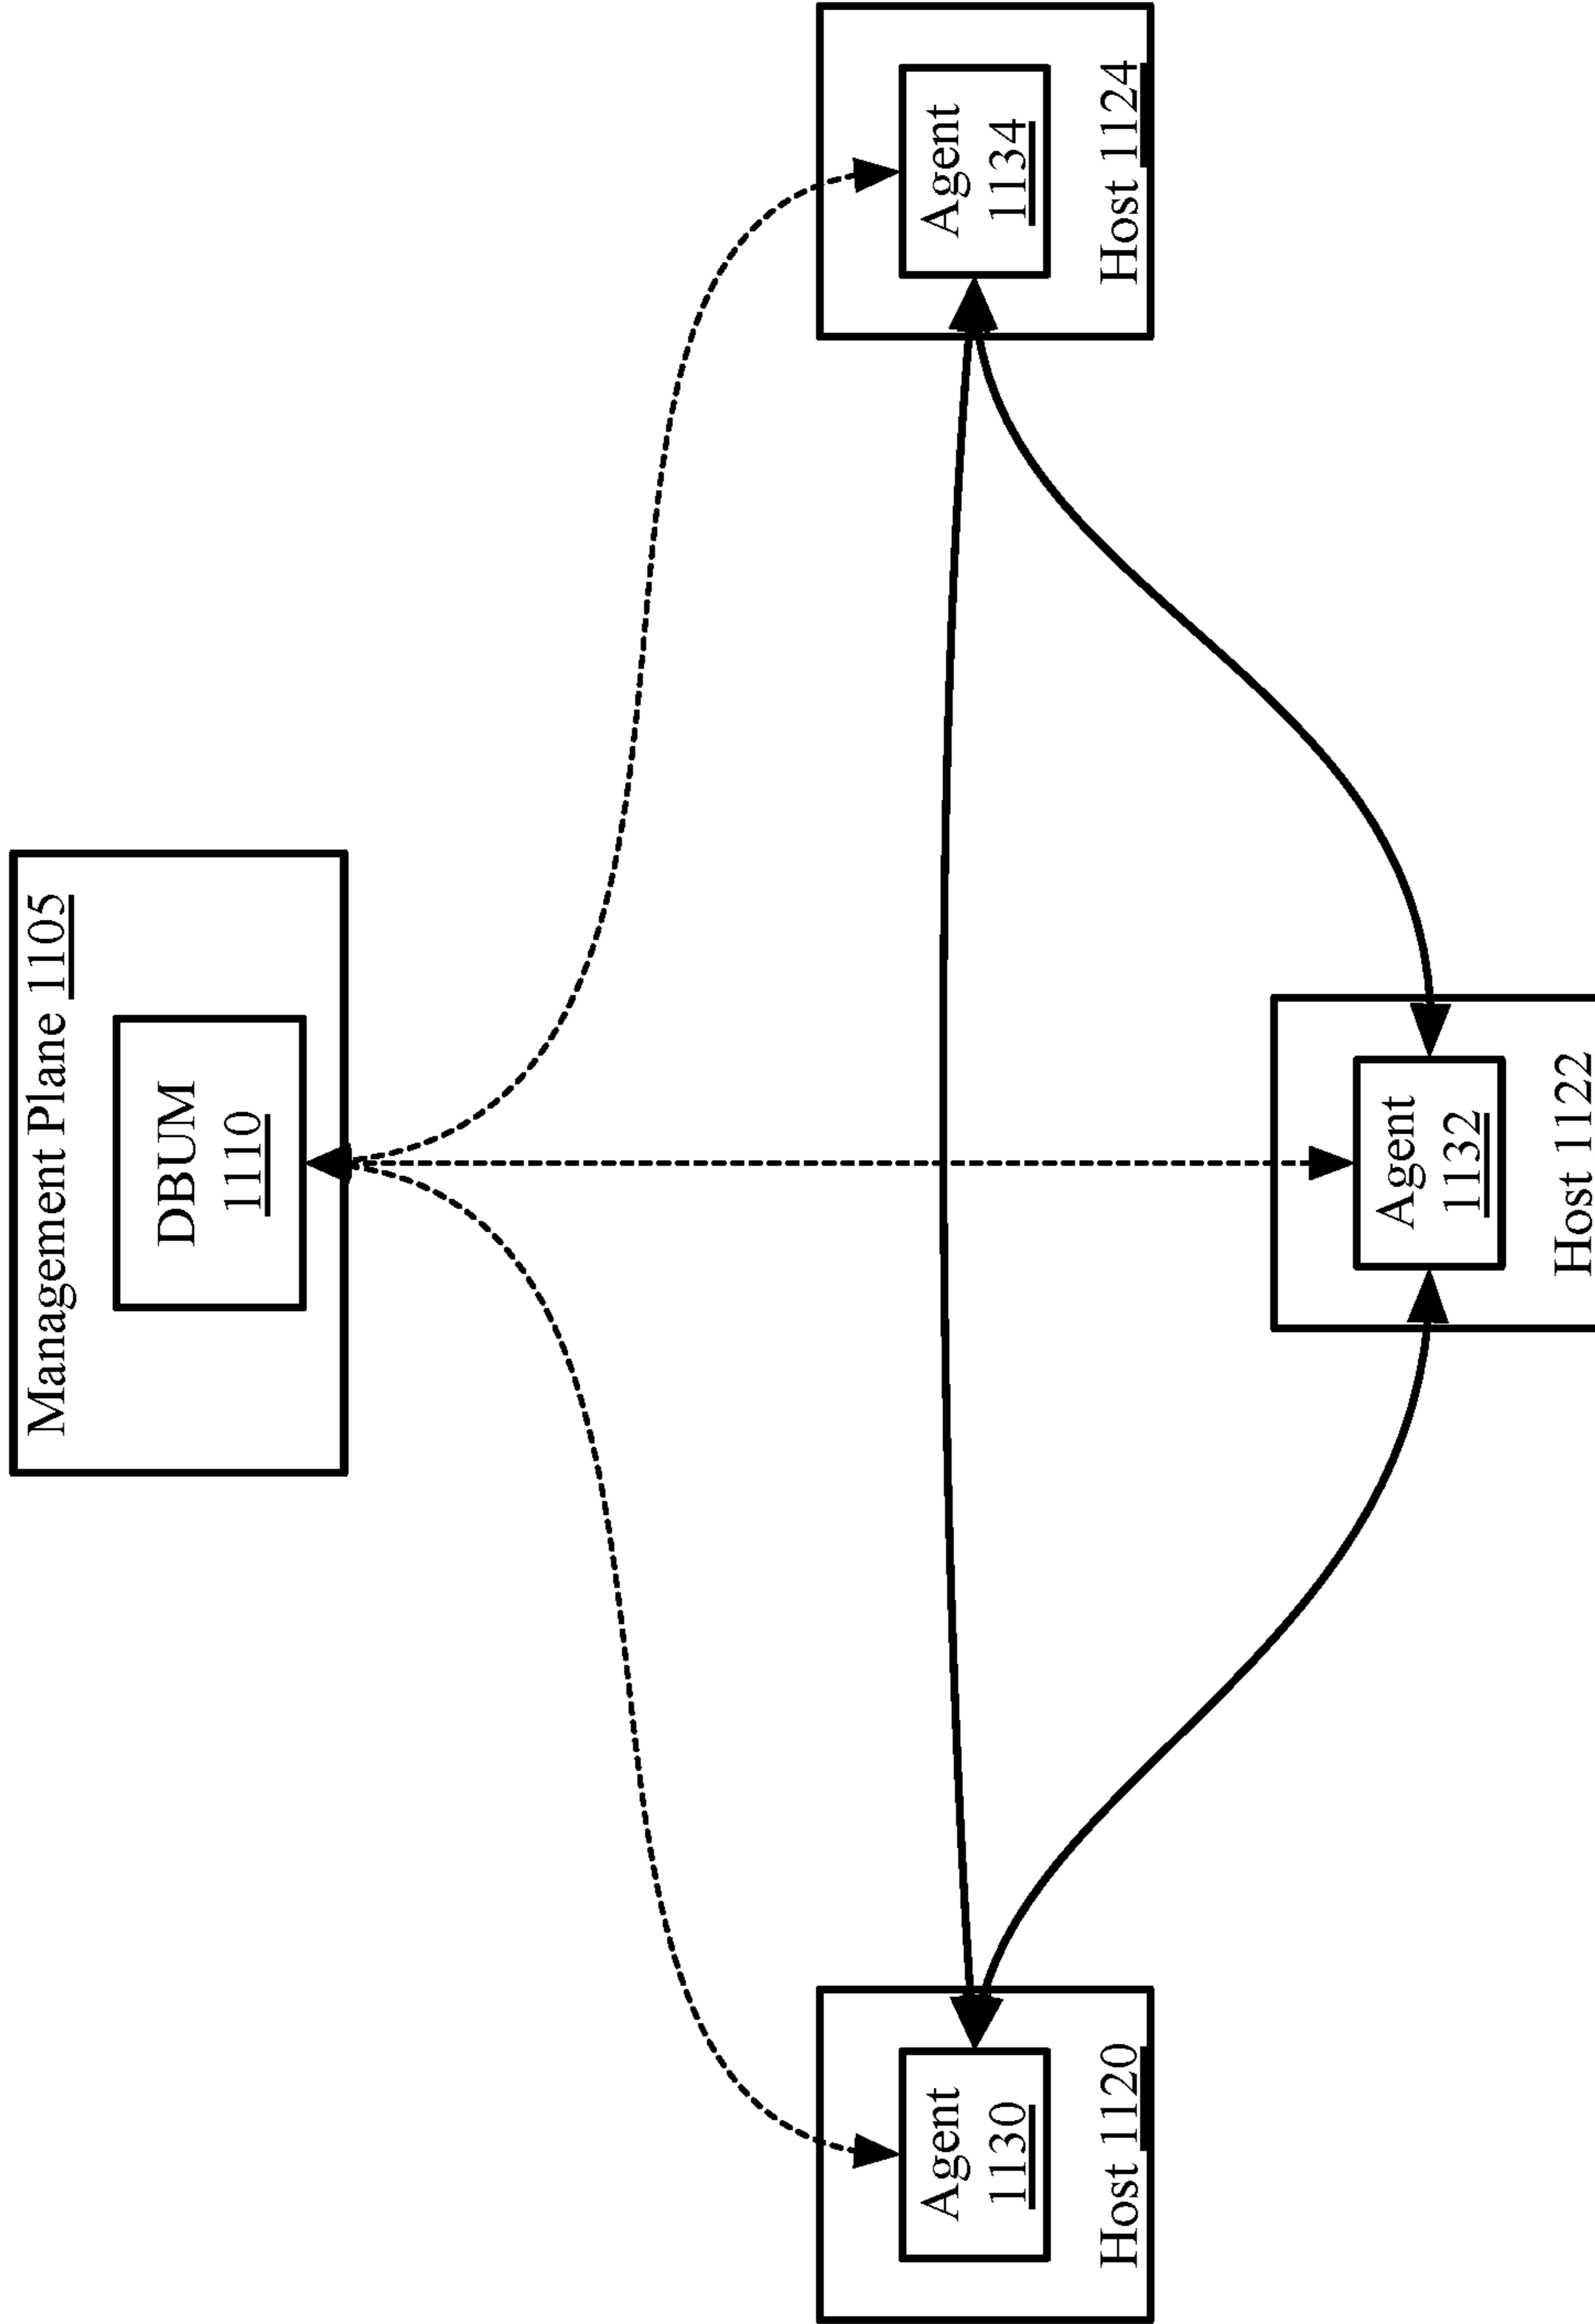 Management Plane 1105
DBUM
1110
Agent
1130
Host 1120
Agent
1134
Host 1124
Agent
1132
Host 1122